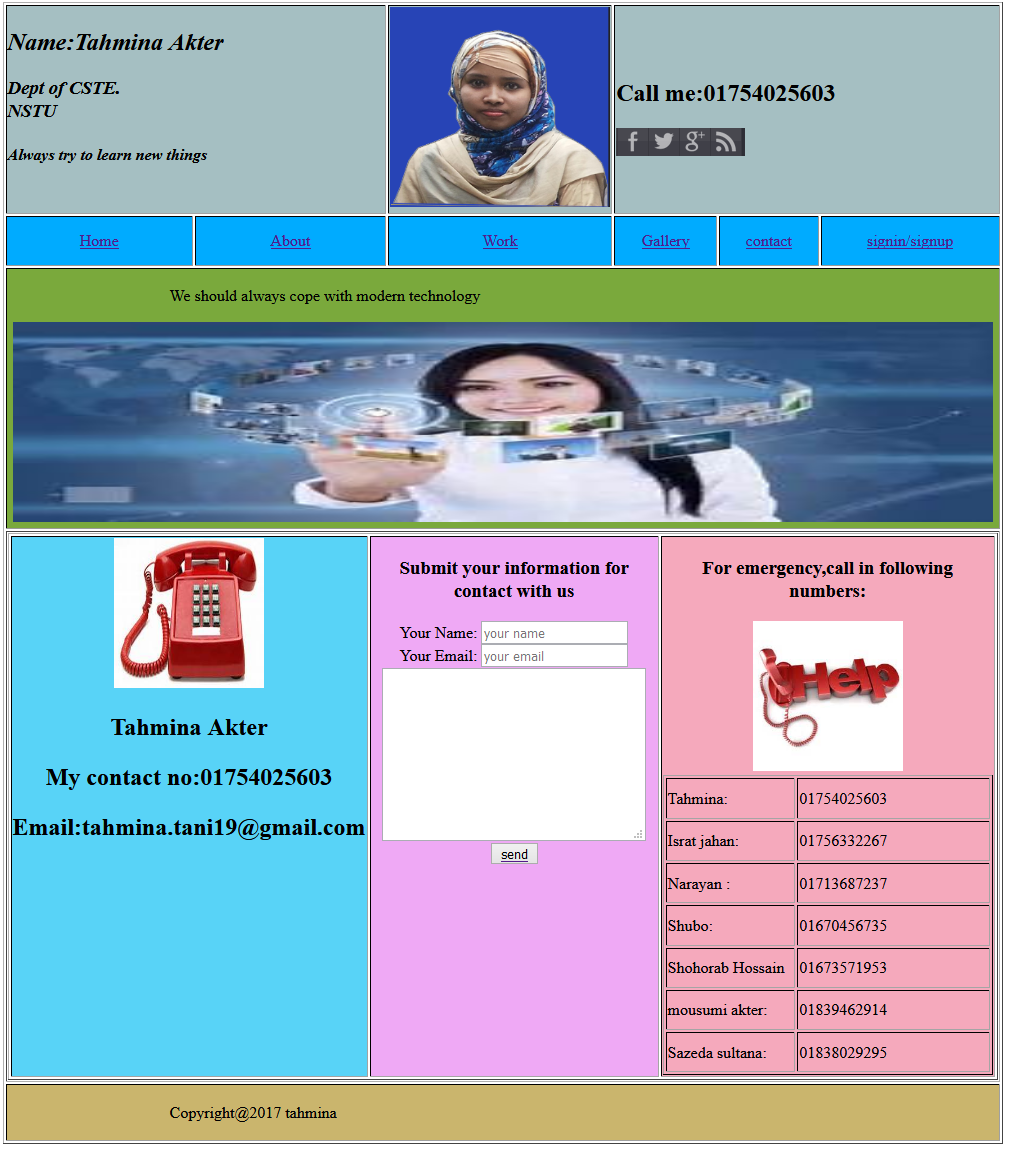 Name:Tahmina Akter
Dept of CSTE.
NSTU
Always try to learn new things
Call me:01754025603
Home
About
Work
Gallery
contact
signin/signup
We should always cope with modern technology
Tahmina Akter
My contact no:01754025603
Email:tahmina.tani19@gmail.com
Submit your information for
contact with us
Your Name: your name
Your Email: your email
send
For emergency,call in following
numbers:
Help
Tahmina: 01754025603
Israt jahan: 01756332267
Narayan : 01713687237
Shubo: 01670456735
Shohorab Hossain 01673571953
mousumi akter: 01839462914
Sazeda sultana: 01838029295
Copyright@2017 tahmina